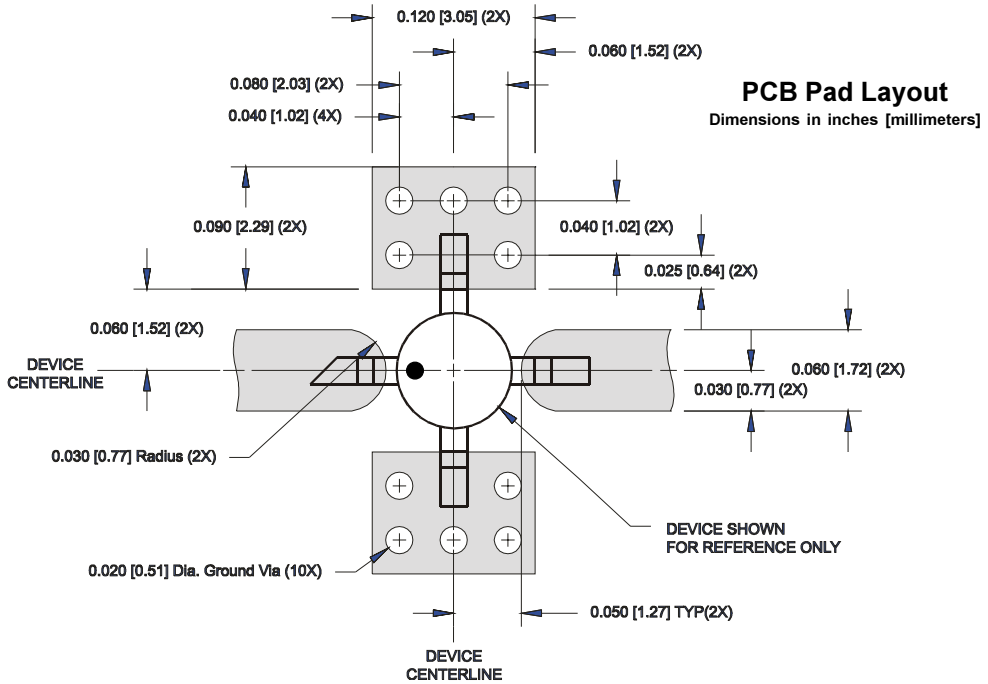 0.120 [3.05] (2X)
0.060 [1.52] (2X)
0.080 [2.03] (2X)
PCB Pad Layout
0.040 [1.02] (4X)
Dimensions in inches [millimeters]
0.090 [2.29] (2X)
0.040 [1.02] (2X)
0.025 [0.64] (2X)
0.060 [1.52] (2X)
DEVICE
CENTERLINE
0.060 [1.72] (2X)
0.030 [0.77] (2X)
0.030 [0.77] Radius (2X)
DEVICE SHOWN
FOR REFERENCE ONLY
0.020 [0.51] Dia. Ground Via (10X)
0.050 [1.27] TYP(2X)
DEVICE
CENTERLINE